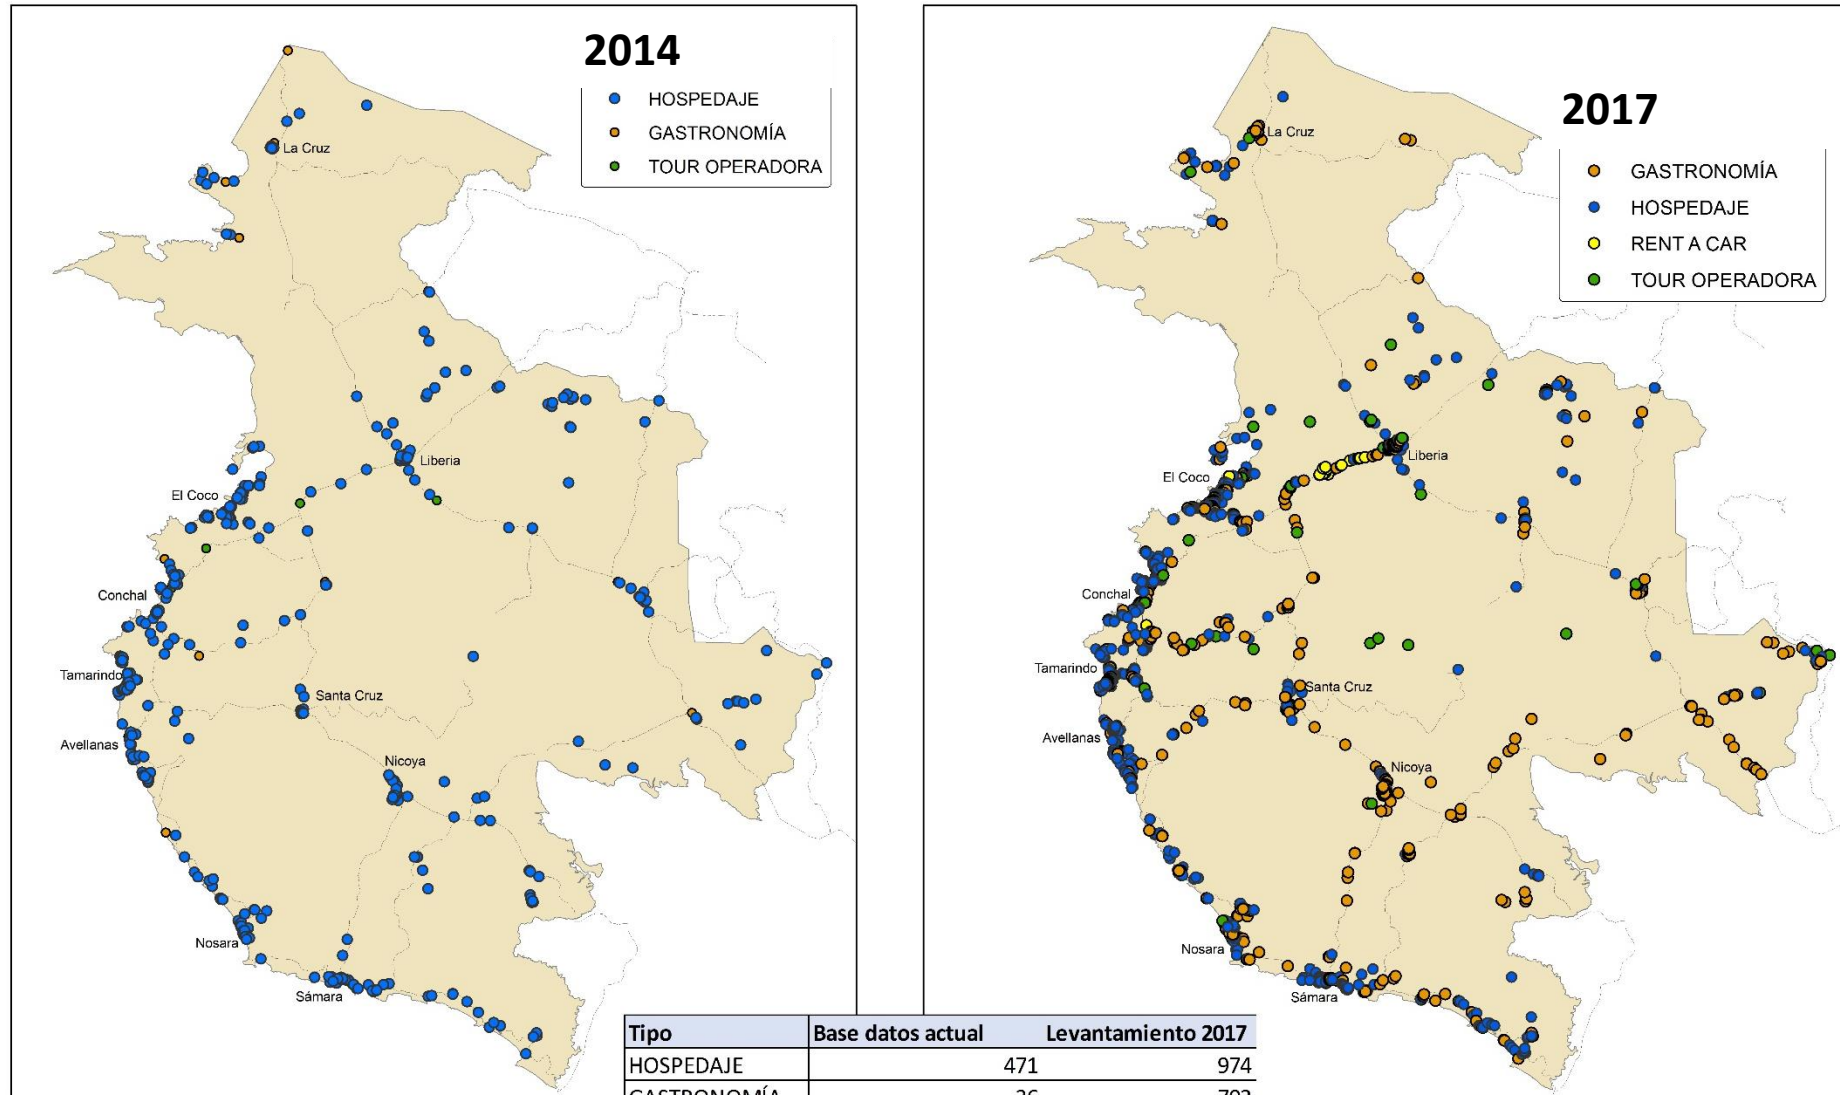 2014
HOSPEDAJE
GASTRONOMÍA
TOUR OPERADORA
La Cruz
Liberia
El Coco
Conchal
Tamarindo
Santa Cruz
Avellanas
Nicoya
Nosara
Sámara
2017
GASTRONOMÍA
HOSPEDAJE
RENT A CAR
TOUR OPERADORA
La Cruz
Liberia
El Coco
Conchal
Tamarindo
Santa Cruz
Avellanas
Nicoya
Nosara
Sámara
Tipo Base datos actual Levantamiento 2017
HOSPEDAJE 471 974
GASTRONOMÍA